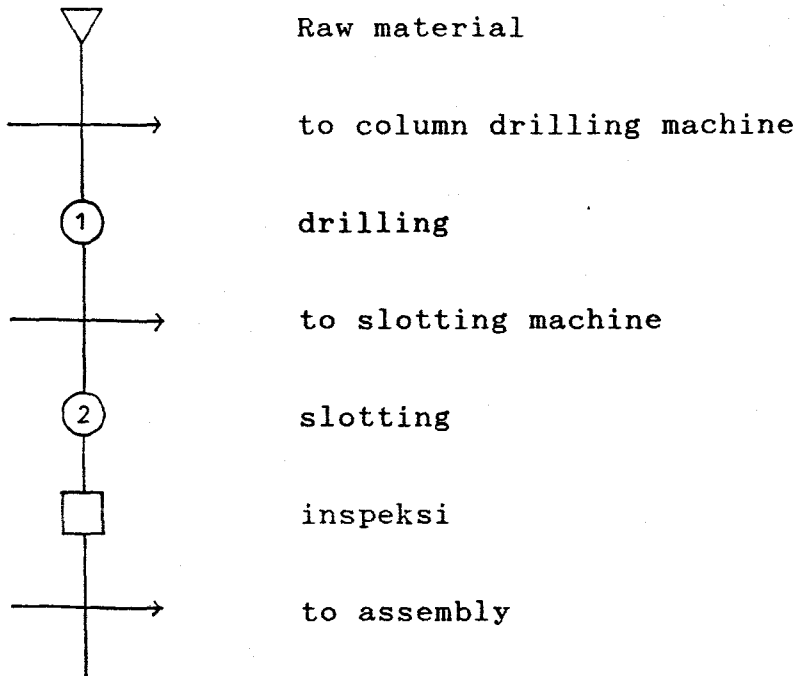 Raw material
to column drilling machine
1 drilling
to slotting machine
2 slotting
inspeksi
to assembly